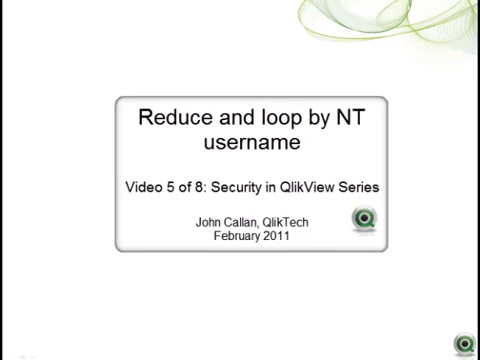 Reduce and loop by NT
username
Video 5 of 8: Security in QlikView Series
John Callan, QlikTech
February 2011